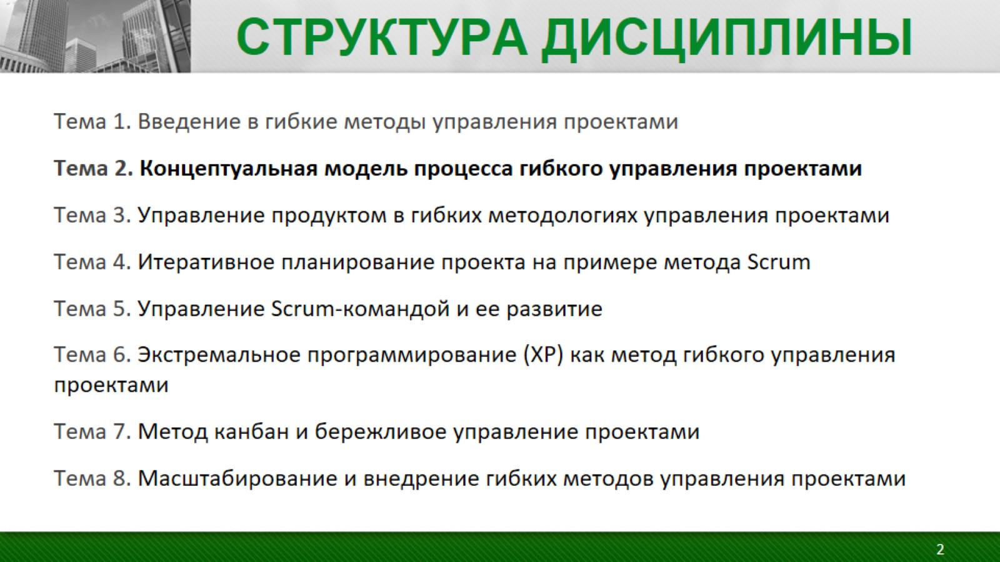 СТРУКТУРА ДИСЦИПЛИНЫ
Тема 1. Введение в гибкие методы управления проектами
Тема 2. Концептуальная модель процесса гибкого управления проектами
Тема 3. Управление продуктом в гибких методологиях управления проектами
Тема 4. Итеративное планирование проекта на примере метода Scrum
Тема 5. Управление Scrum-командой и ее развитие
Тема 6. Экстремальное программирование (XP) как метод гибкого управления
проектами
Тема 7. Метод канбан и бережливое управление проектами
Тема 8. Масштабирование и внедрение гибких методов управления проектами
2